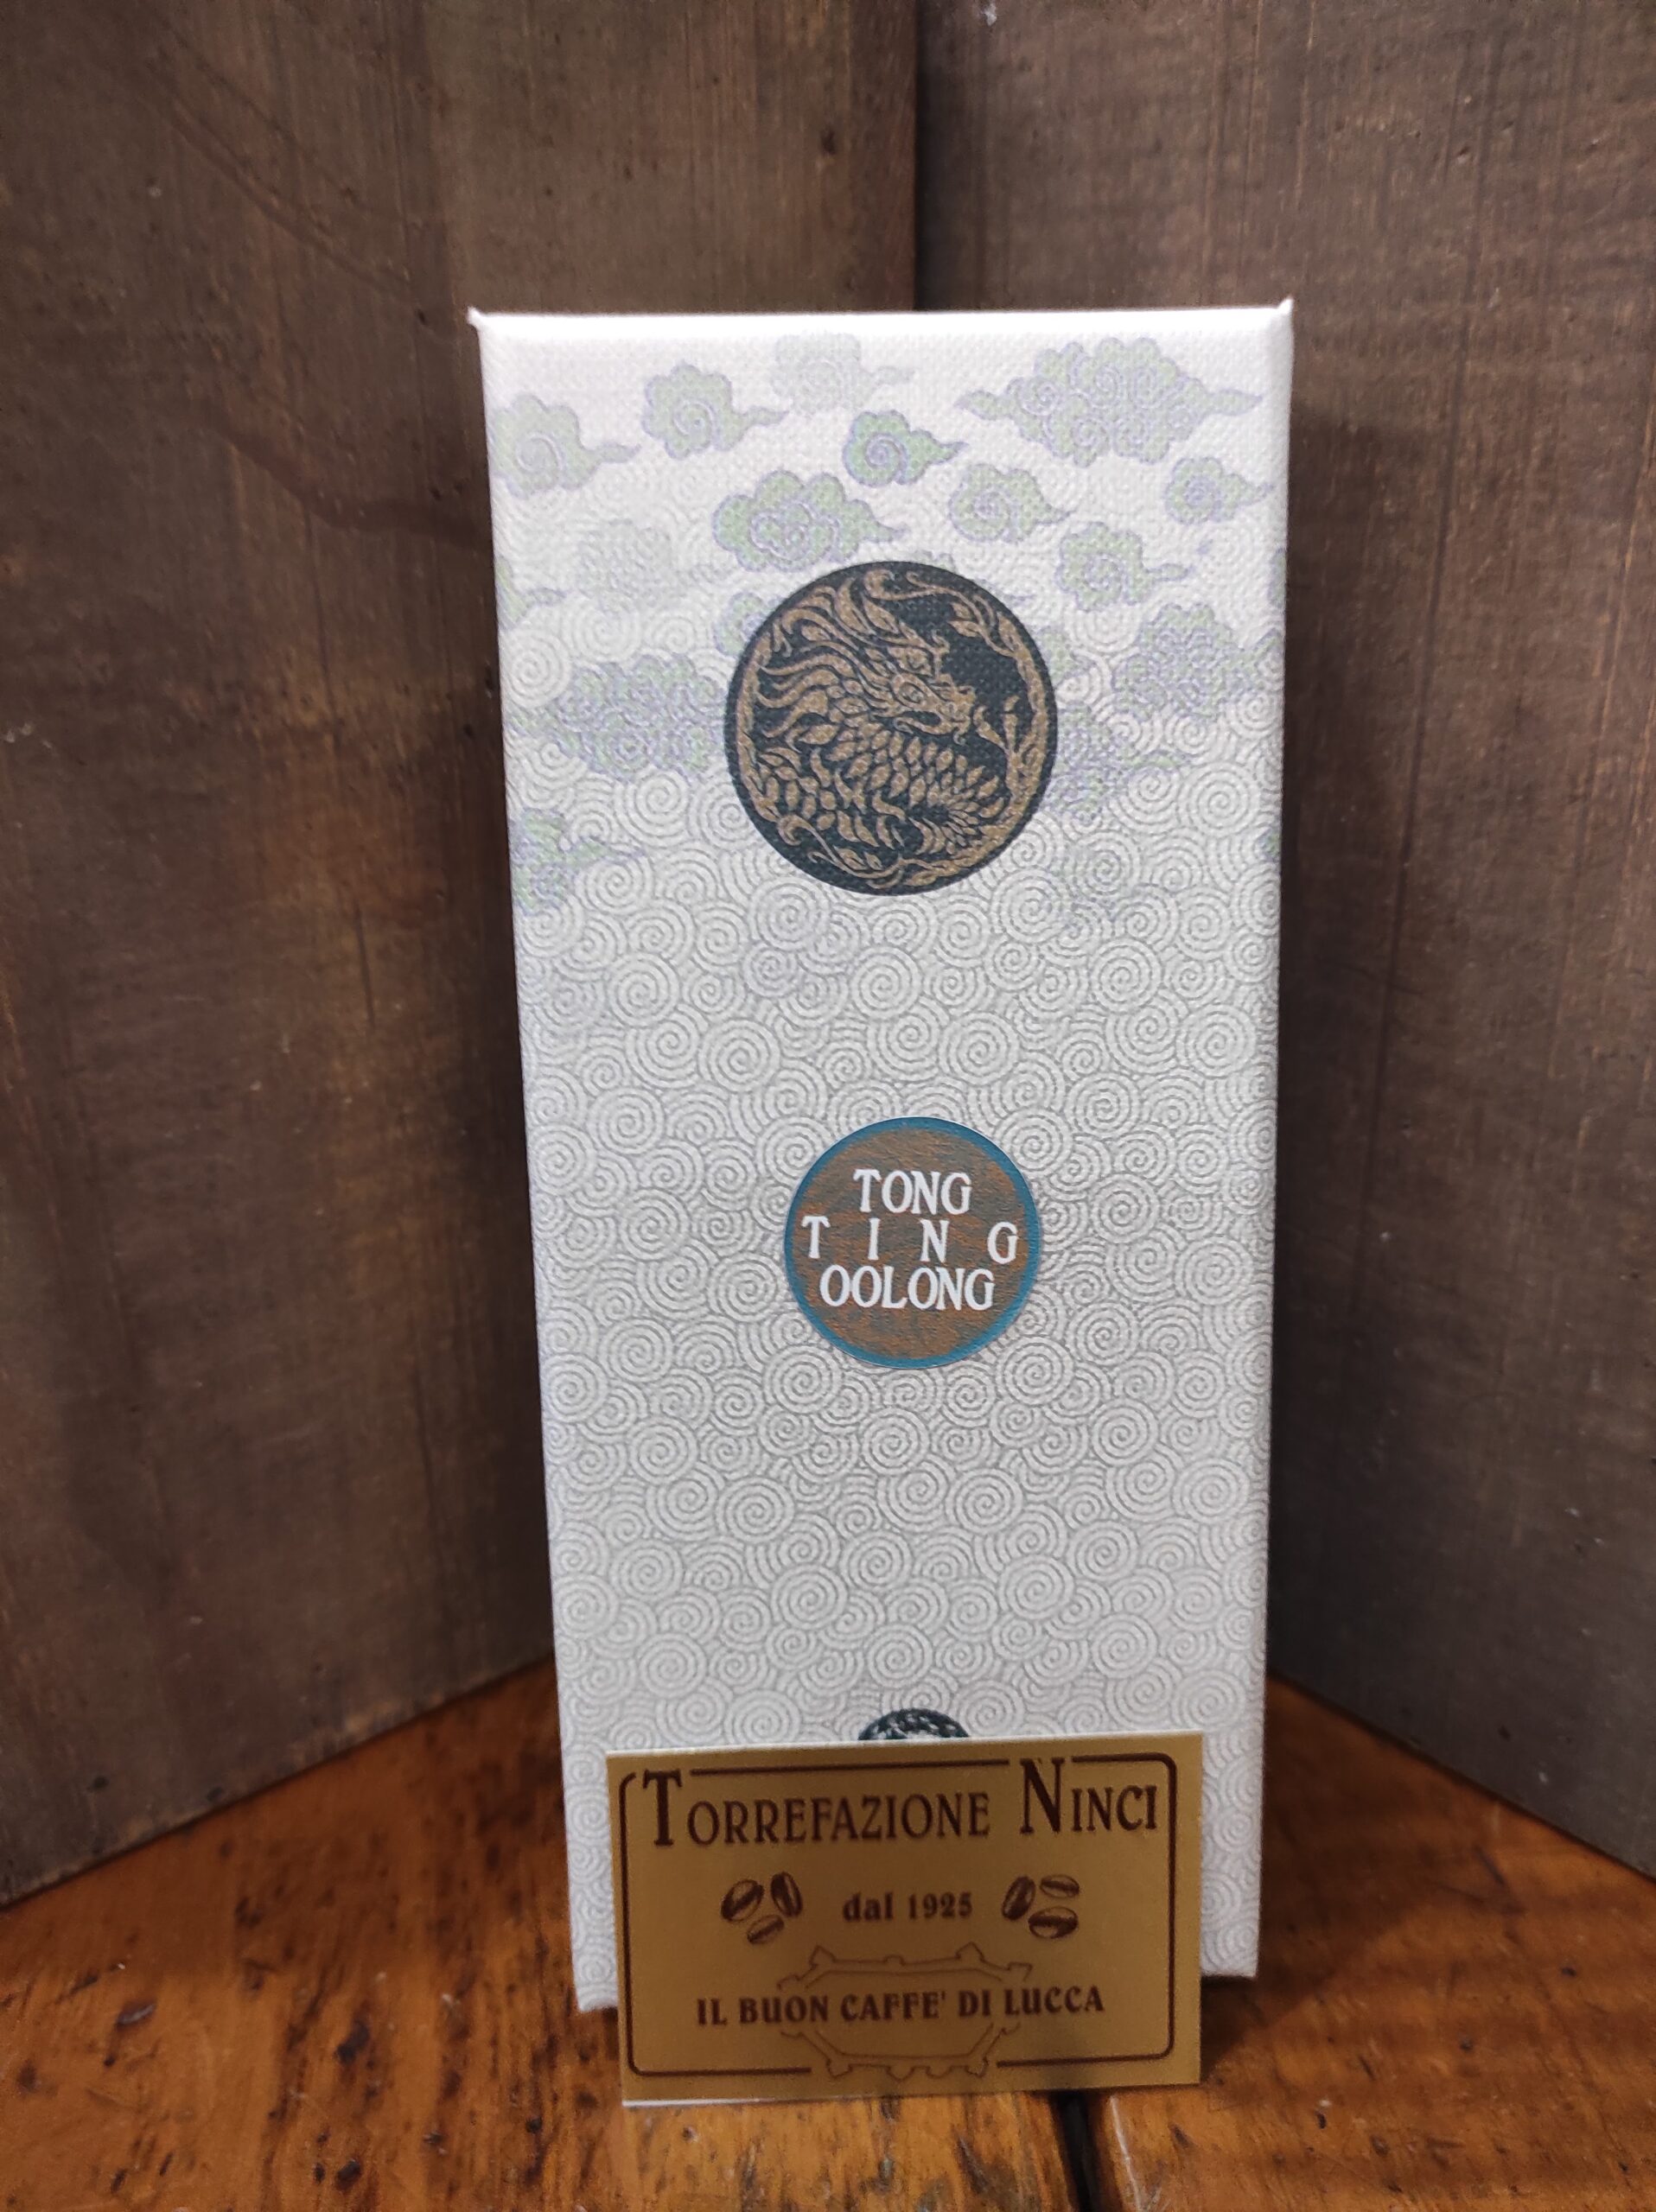 TONG
TING
OOLONG
TORREFAZIONE NINCI
dal 1925
IL BUON CAFFE' DI LUCCA